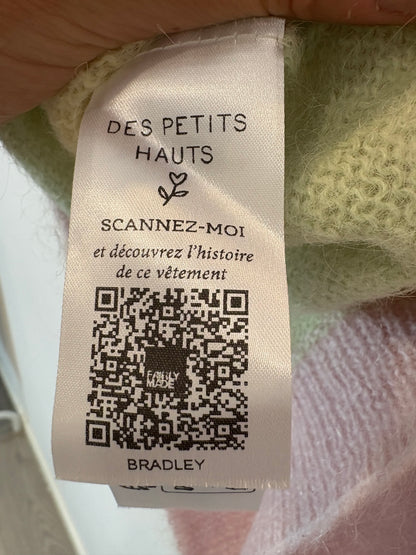 DES PETITS
HAUTS
SCANNEZ-MOI
et découvrez l'histoire
de ce vêtement
FAIRLY
MADE
BRADLEY